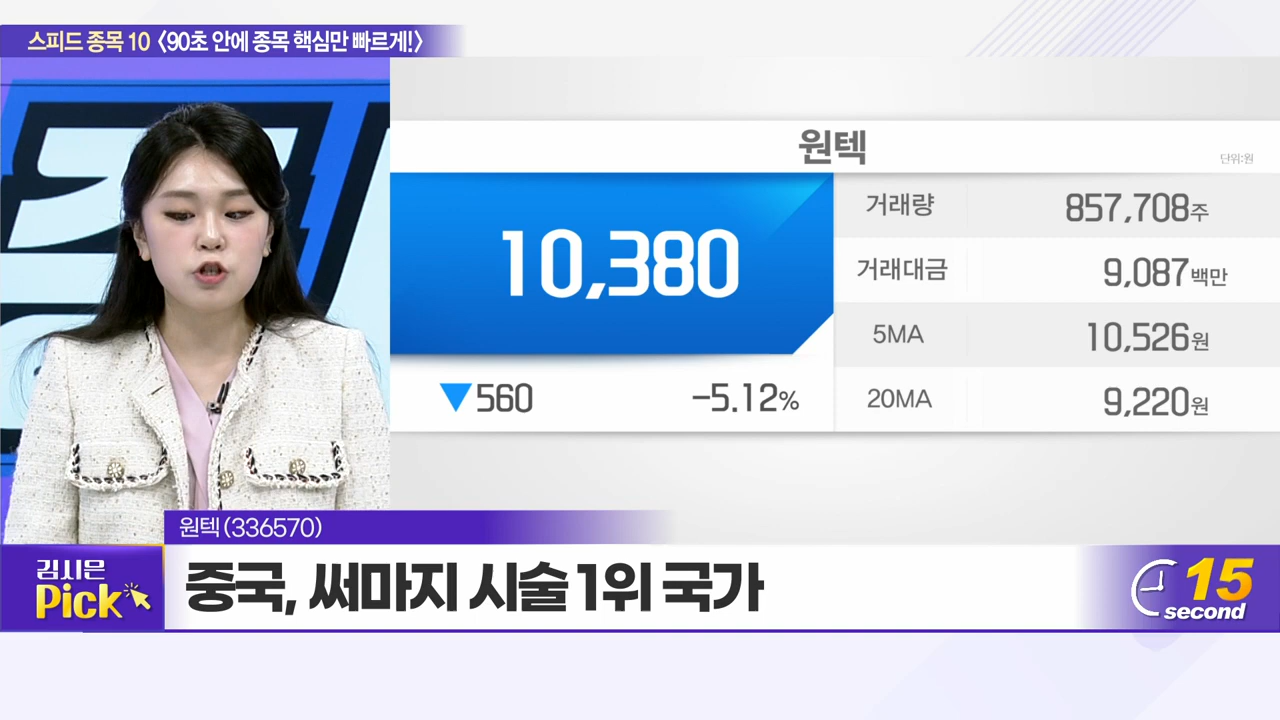 스피드 종목 10 〈90초 안에 종목 핵심만 빠르게!〉
원텍
단위:원
10,380
▼560 -5.12%
거래량 857,708주
거래대금 9,087백만
5MA 10,526원
20MA 9,220원
원텍(336570)
김시은
Pick
중국, 써마지 시술 1위 국가
15
second